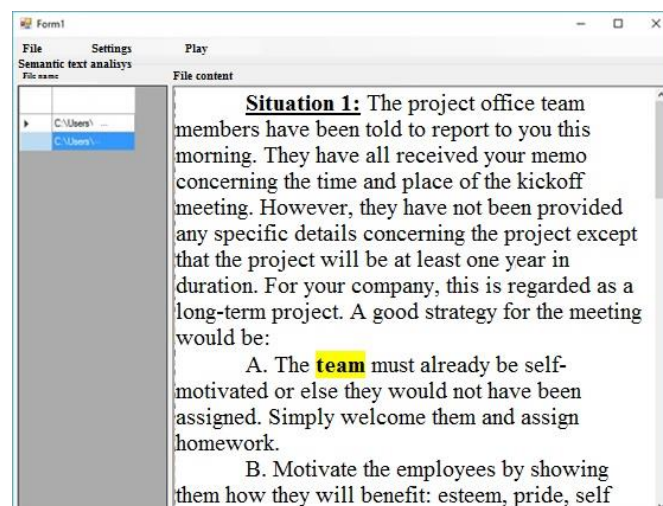 Form1
File Settings Play
Semantic text analisys
File name
File content
C:\Users\ ...
C:\Users\ ...
Situation 1: The project office team
members have been told to report to you this
morning. They have all received your memo
concerning the time and place of the kickoff
meeting. However, they have not been provided
any specific details concerning the project except
that the project will be at least one year in
duration. For your company, this is regarded as a
long-term project. A good strategy for the meeting
would be:
A. The team must already be self-
motivated or else they would not have been
assigned. Simply welcome them and assign
homework.
B. Motivate the employees by showing
them how they will benefit: esteem, pride, self